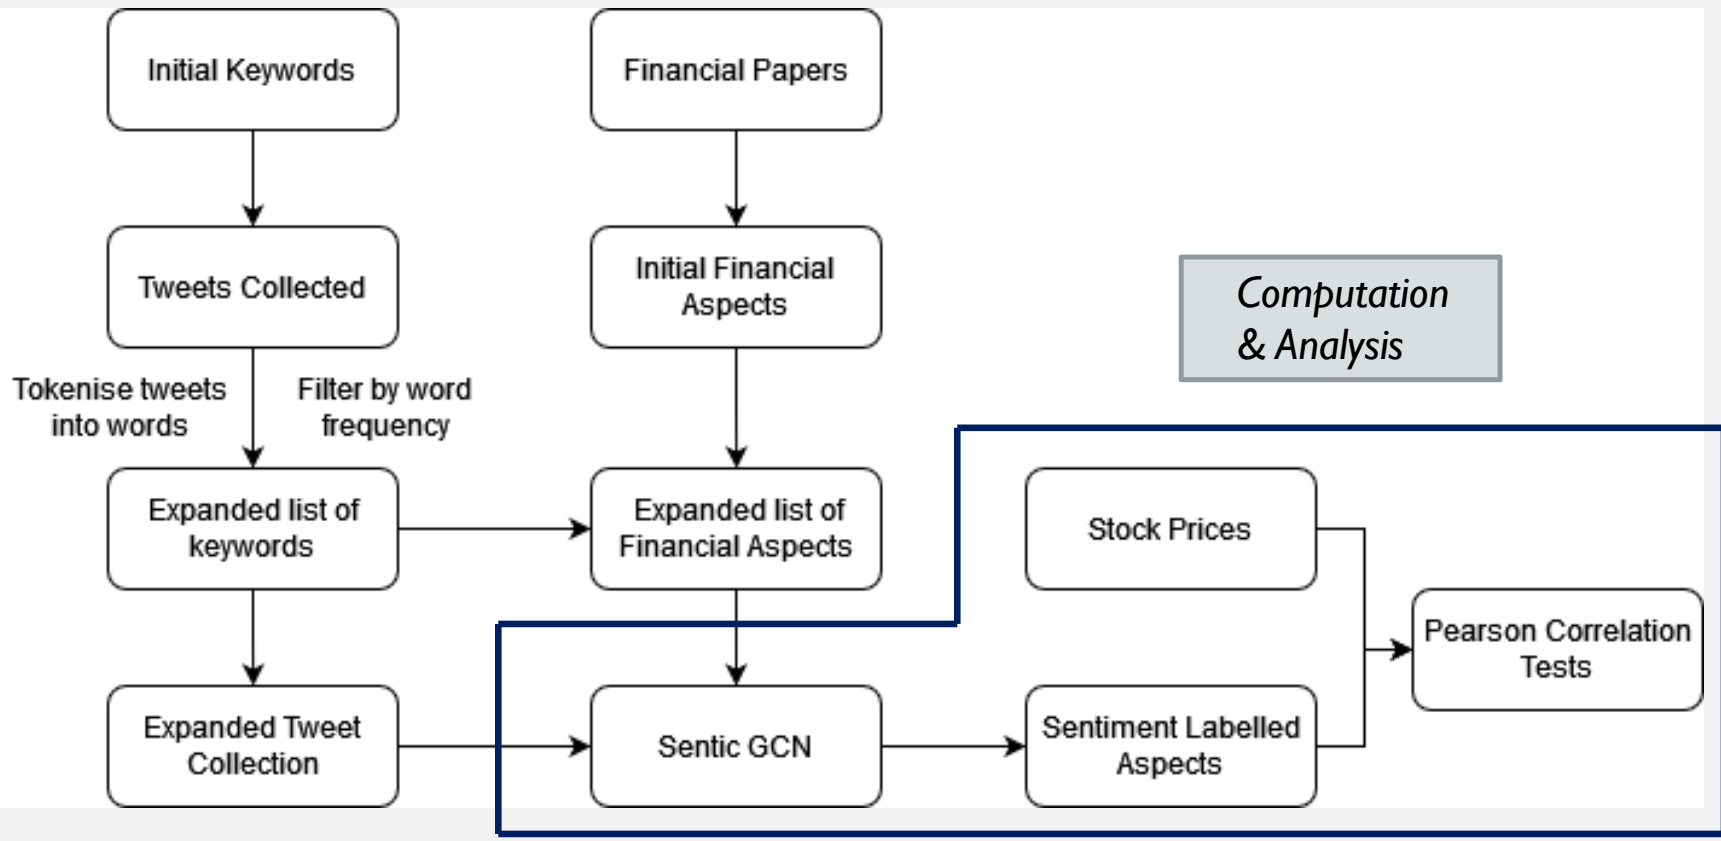 Initial Keywords
Financial Papers
Tweets Collected
Initial Financial
Aspects
Computation
& Analysis
Tokenise tweets
into words
Filter by word
frequency
Expanded list of
keywords
Expanded list of
Financial Aspects
Stock Prices
Pearson Correlation
Tests
Expanded Tweet
Collection
Sentic GCN
Sentiment Labelled
Aspects